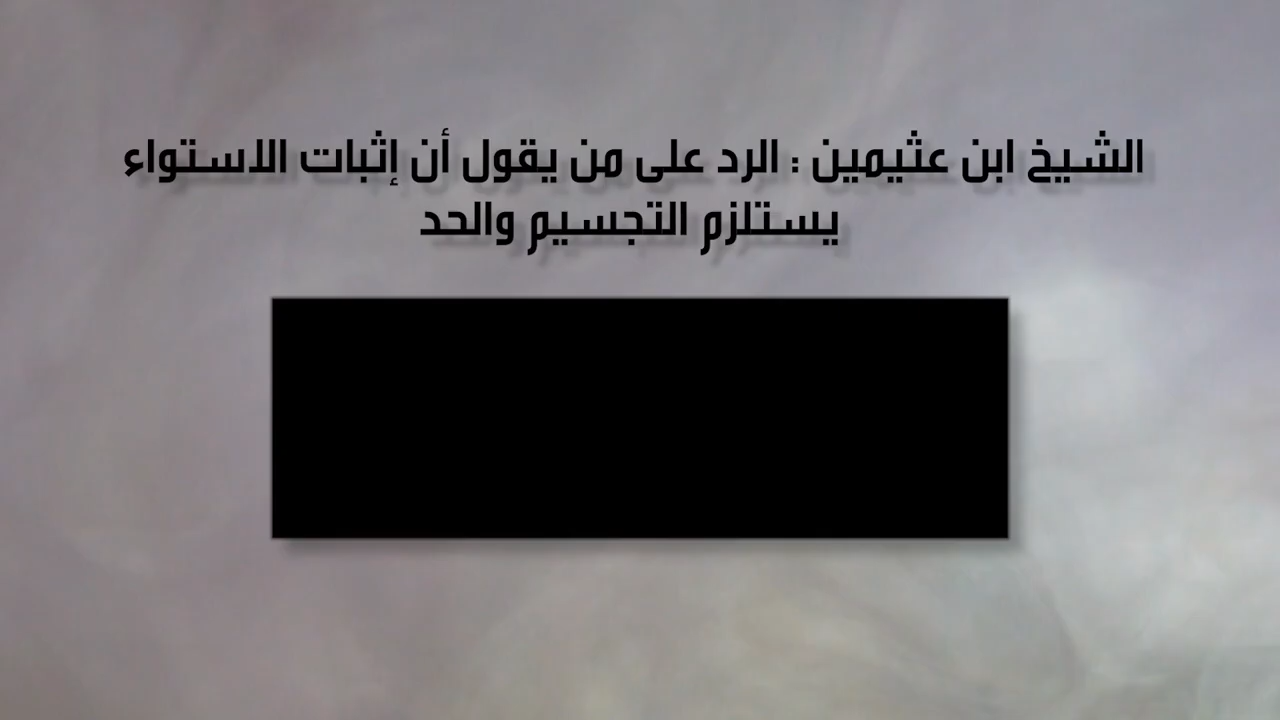 الشيخ ابن عثيمين : الرد على من يقول أن إثبات الاستواء
يستلزم التجسيم والحد